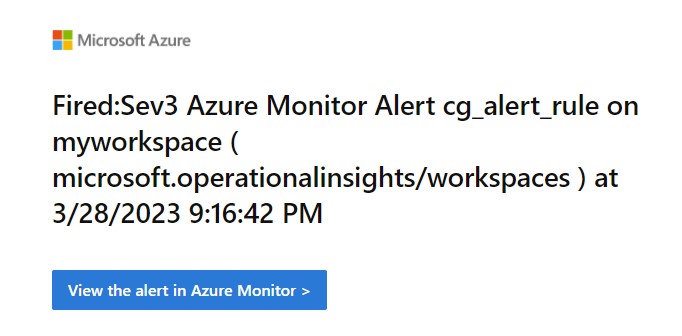 Microsoft Azure
Fired:Sev3 Azure Monitor Alert cg_alert_rule on
myworkspace (
microsoft.operationalinsights/workspaces ) at
3/28/2023 9:16:42 PM
View the alert in Azure Monitor >